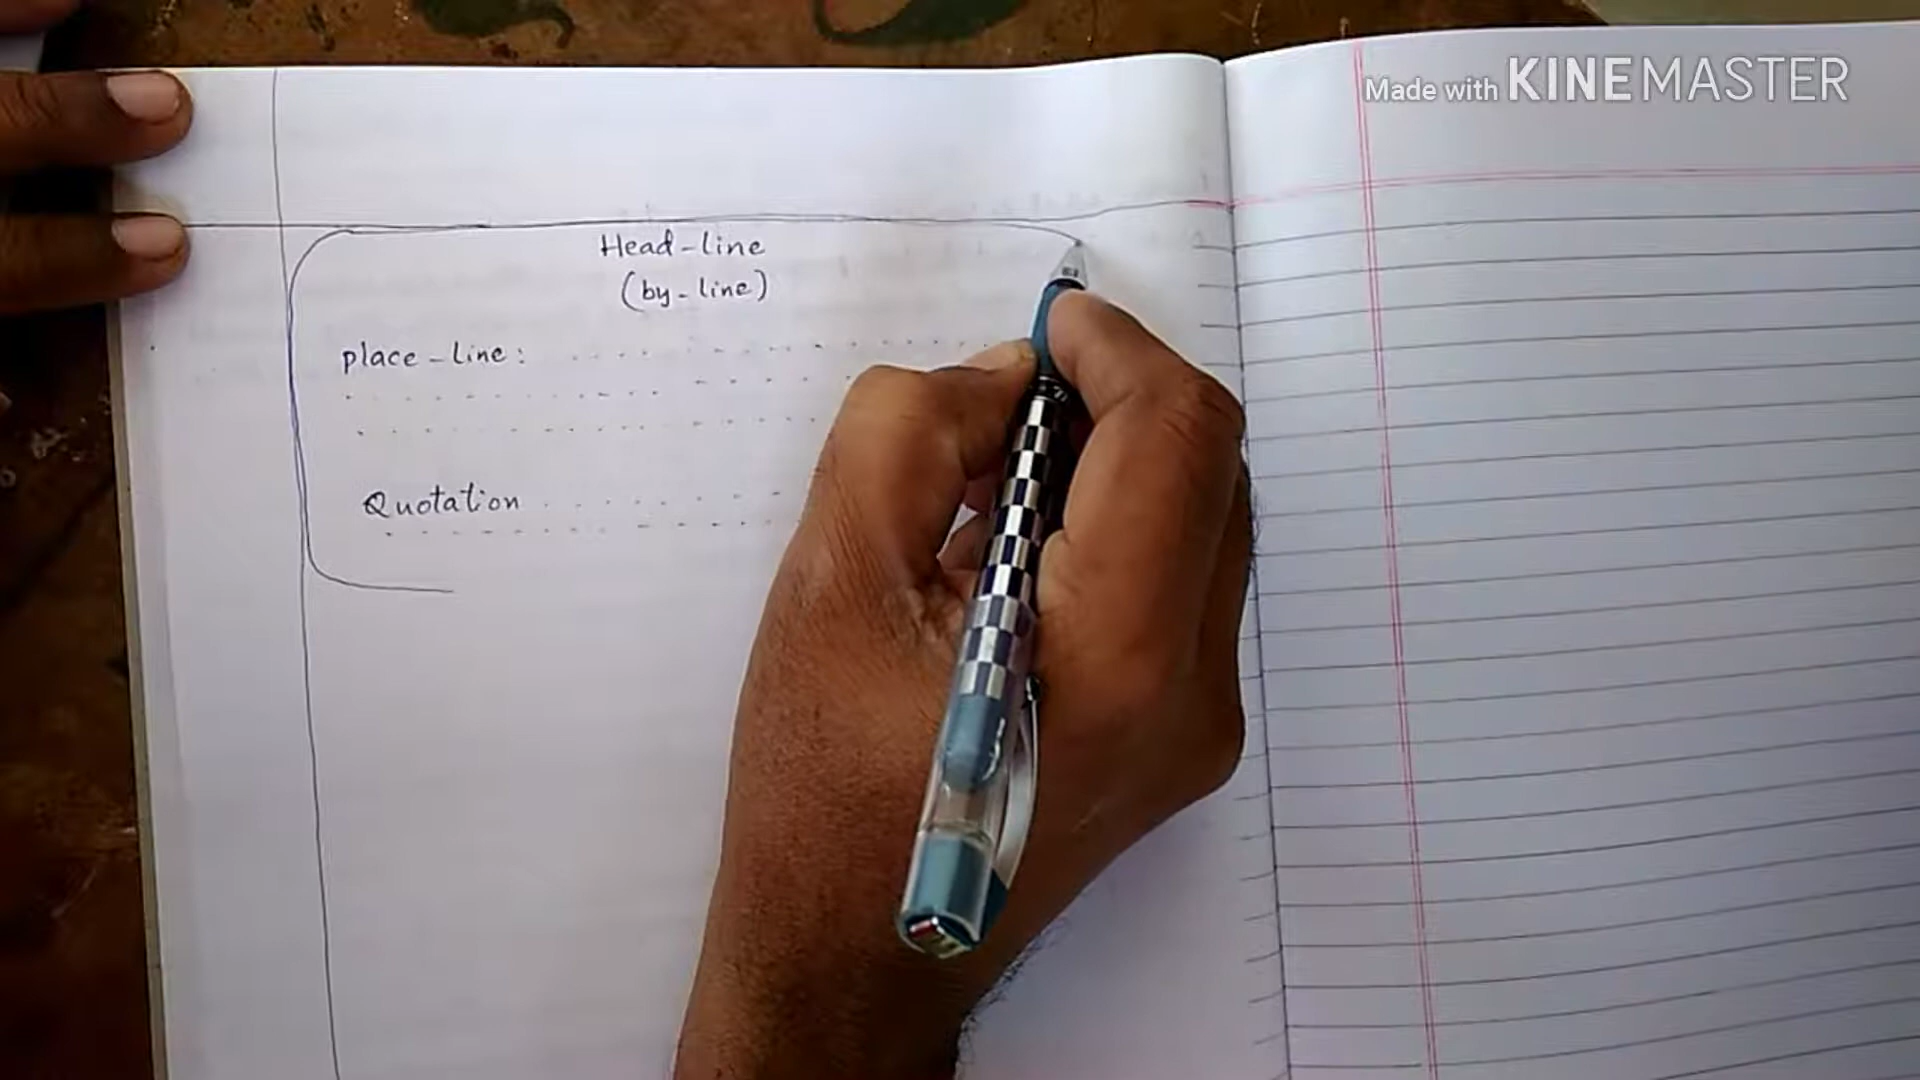 Made with KINEMASTER
Head-line
(by-line)
place-line: . . . . . . . . . . . . . . .
. . . . . . . . . . . . . . . .
. . . . . . . . . . . . . . . .
Quotation . . . . . . . . .
. . . . . . . . . . . . .